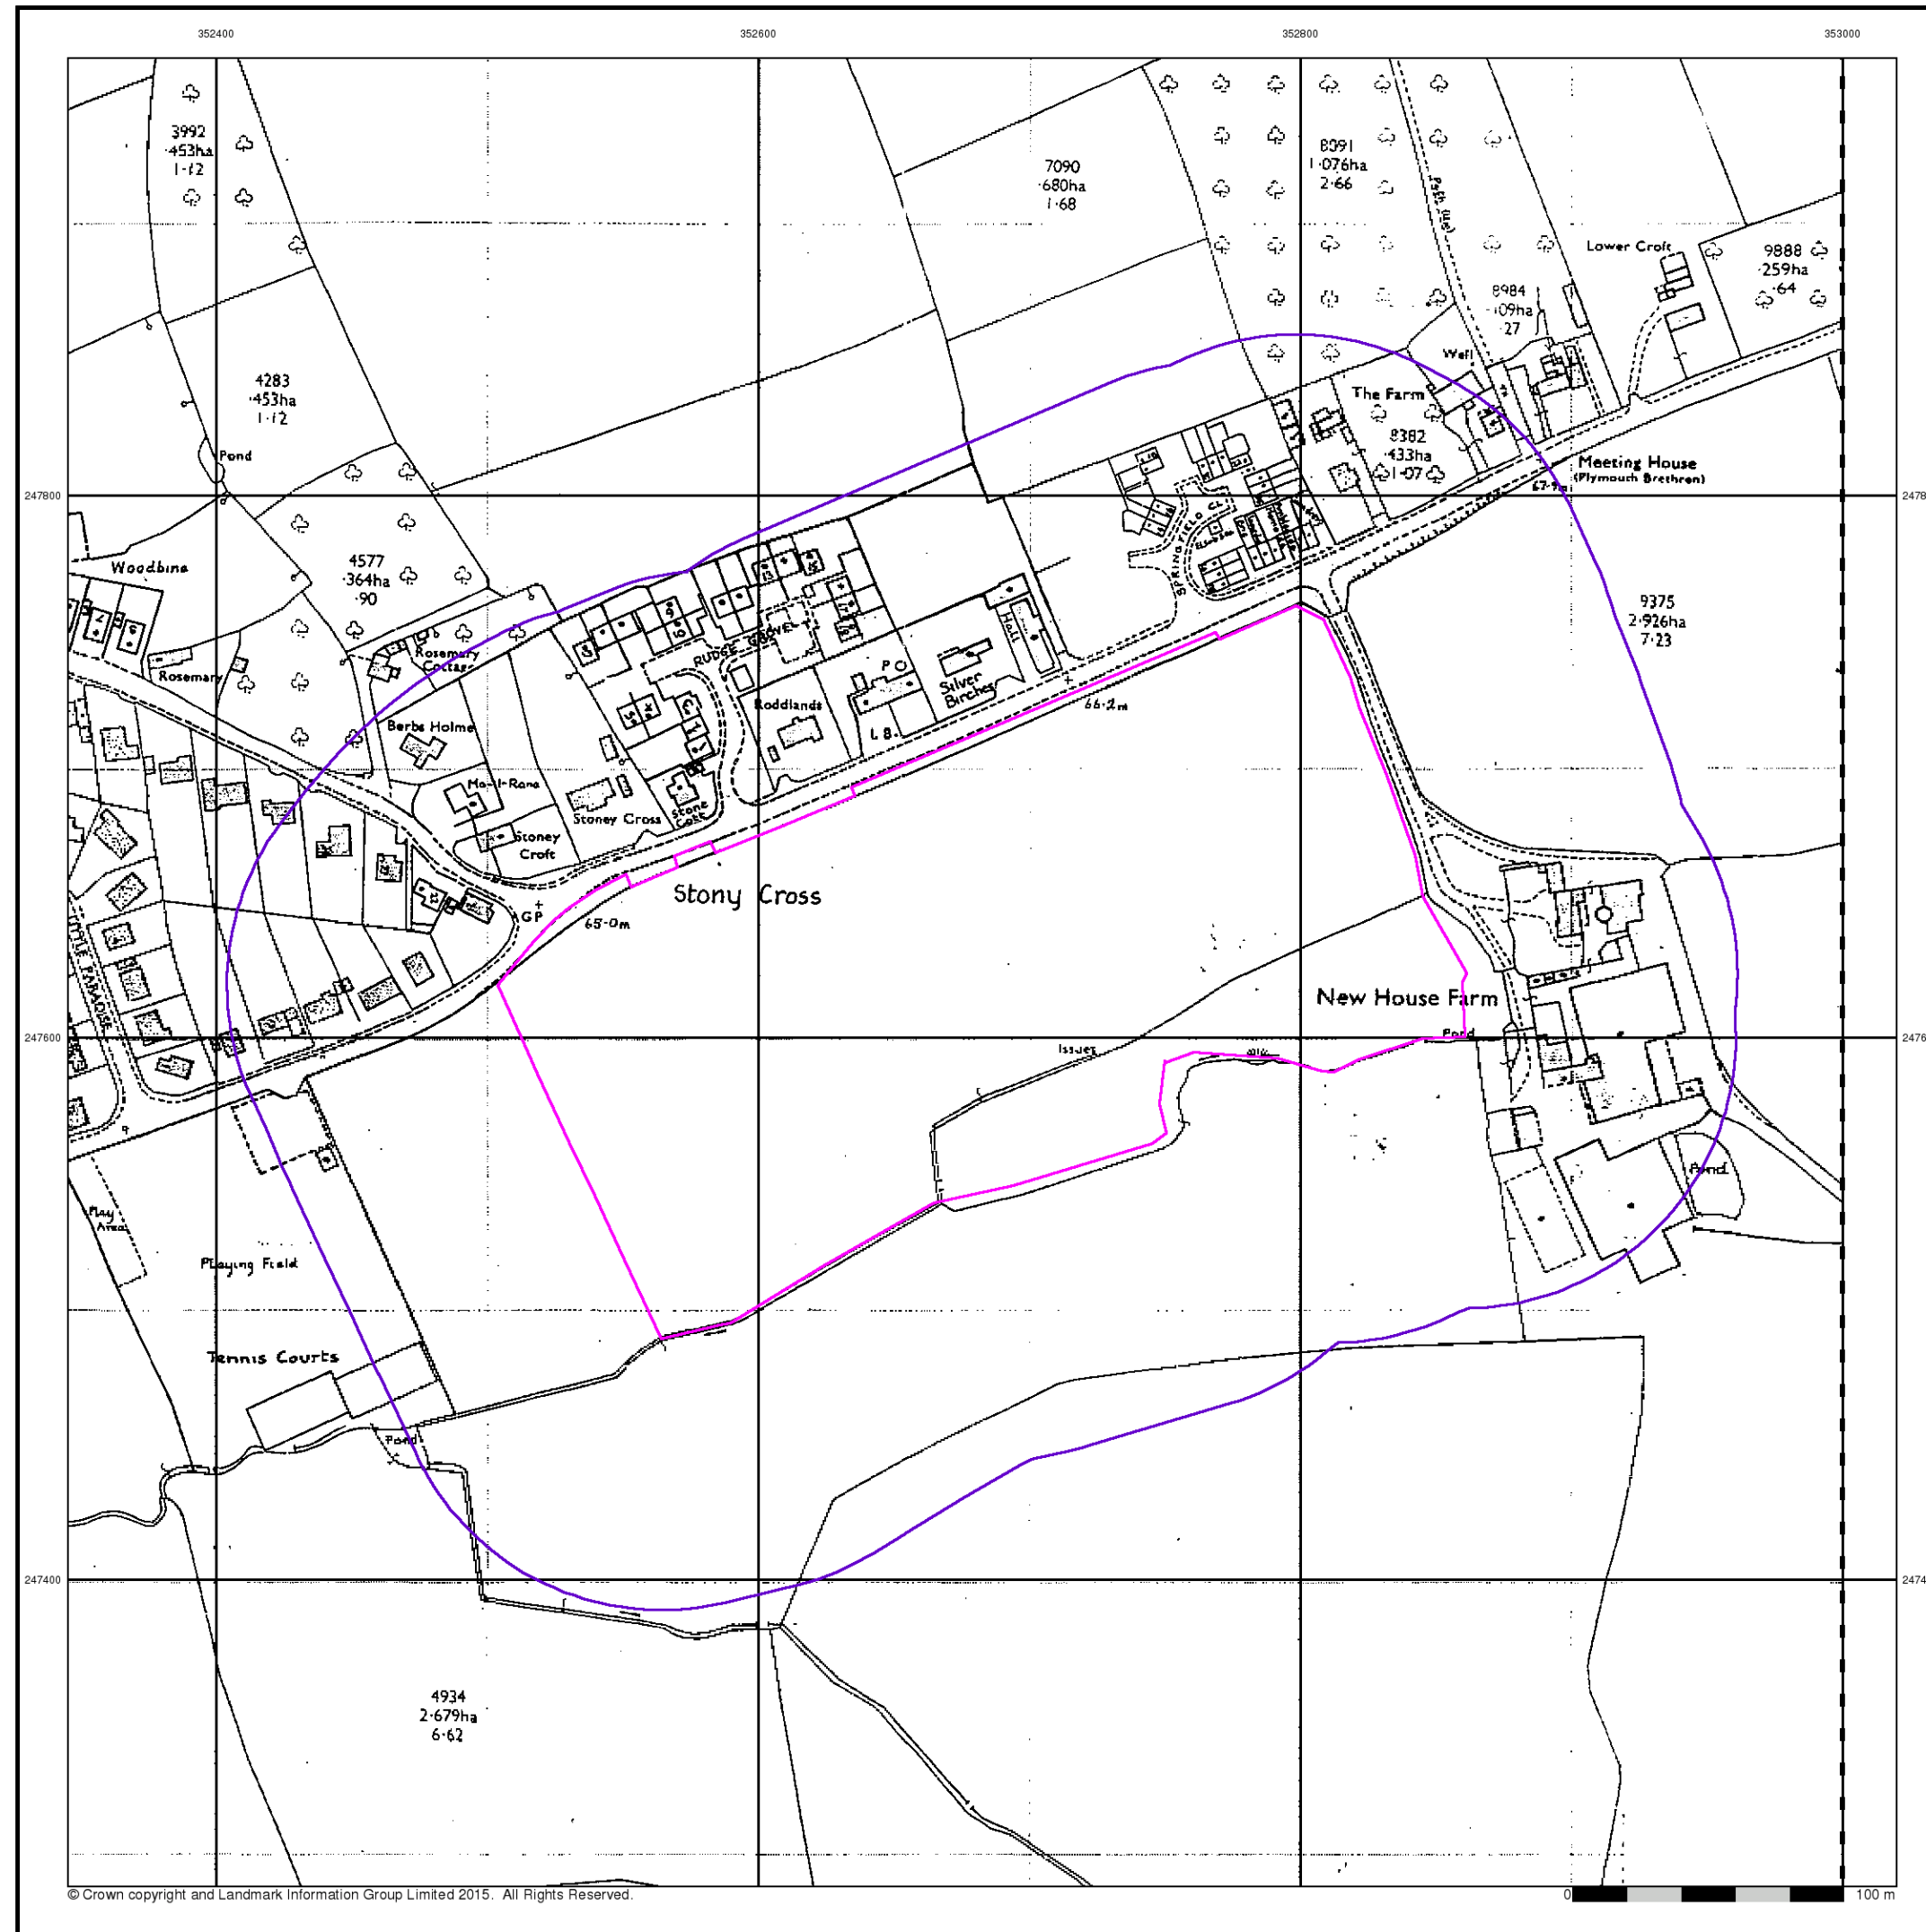 352400 352600 352800 353000
3992
·453ha
1·12
7090
·680ha
1·68
8091
1·076ha
2·66
Lower Croft
9888
·259ha
·64
8984
·109ha
·27
4283
·453ha
1·12
Well
The Farm
8382
·433ha
1·07
Pond
Meeting House
(Plymouth Brethren)
67·9m
247800
Woodbine
4577
·364ha
·90
SPRINGFIELD CL
9375
2·926ha
7·23
Rosemary
Rosemary
Cottage
RUDGE GROVE
Hall
P O
Silver
Birches
Roddlands
66·2m
L B
Berbs Holme
Stoney Cross
Stone
Cott
Stoney
Croft
Stony Cross
GP
65·0m
New House Farm
247600
Pond
Issues
Pond
Play
Area
Playing Field
Tennis Courts
Pond
247400
4934
2·679ha
6·62
© Crown copyright and Landmark Information Group Limited 2015. All Rights Reserved.
0 100 m